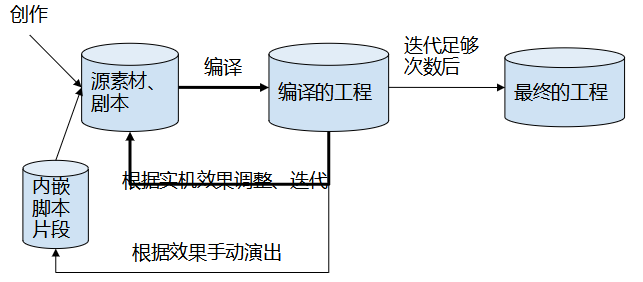 创作
源素材、
剧本
编译
编译的工程
迭代足够
次数后
最终的工程
根据实机效果调整、迭代
内嵌
脚本
片段
根据效果手动演出